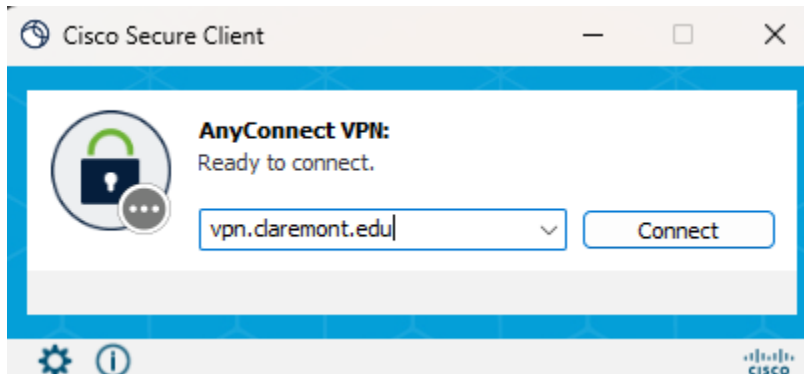 Cisco Secure Client
AnyConnect VPN:
Ready to connect.
vpn.claremont.edu
Connect
CISCO